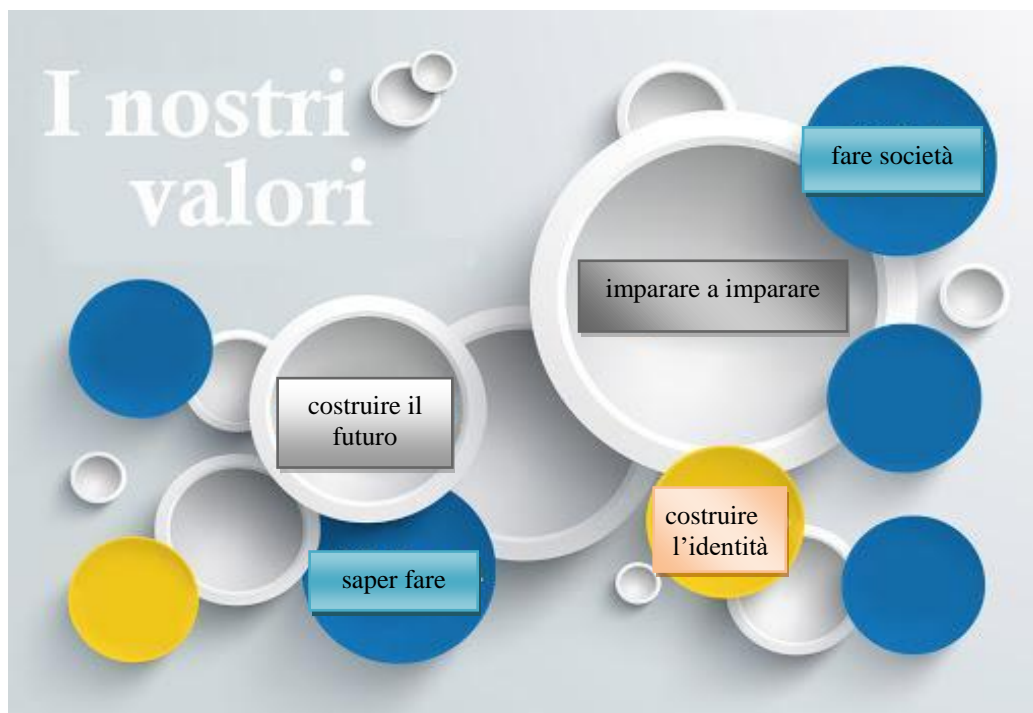 I nostri
valori
fare società
imparare a imparare
costruire il
futuro
costruire
l’identità
saper fare